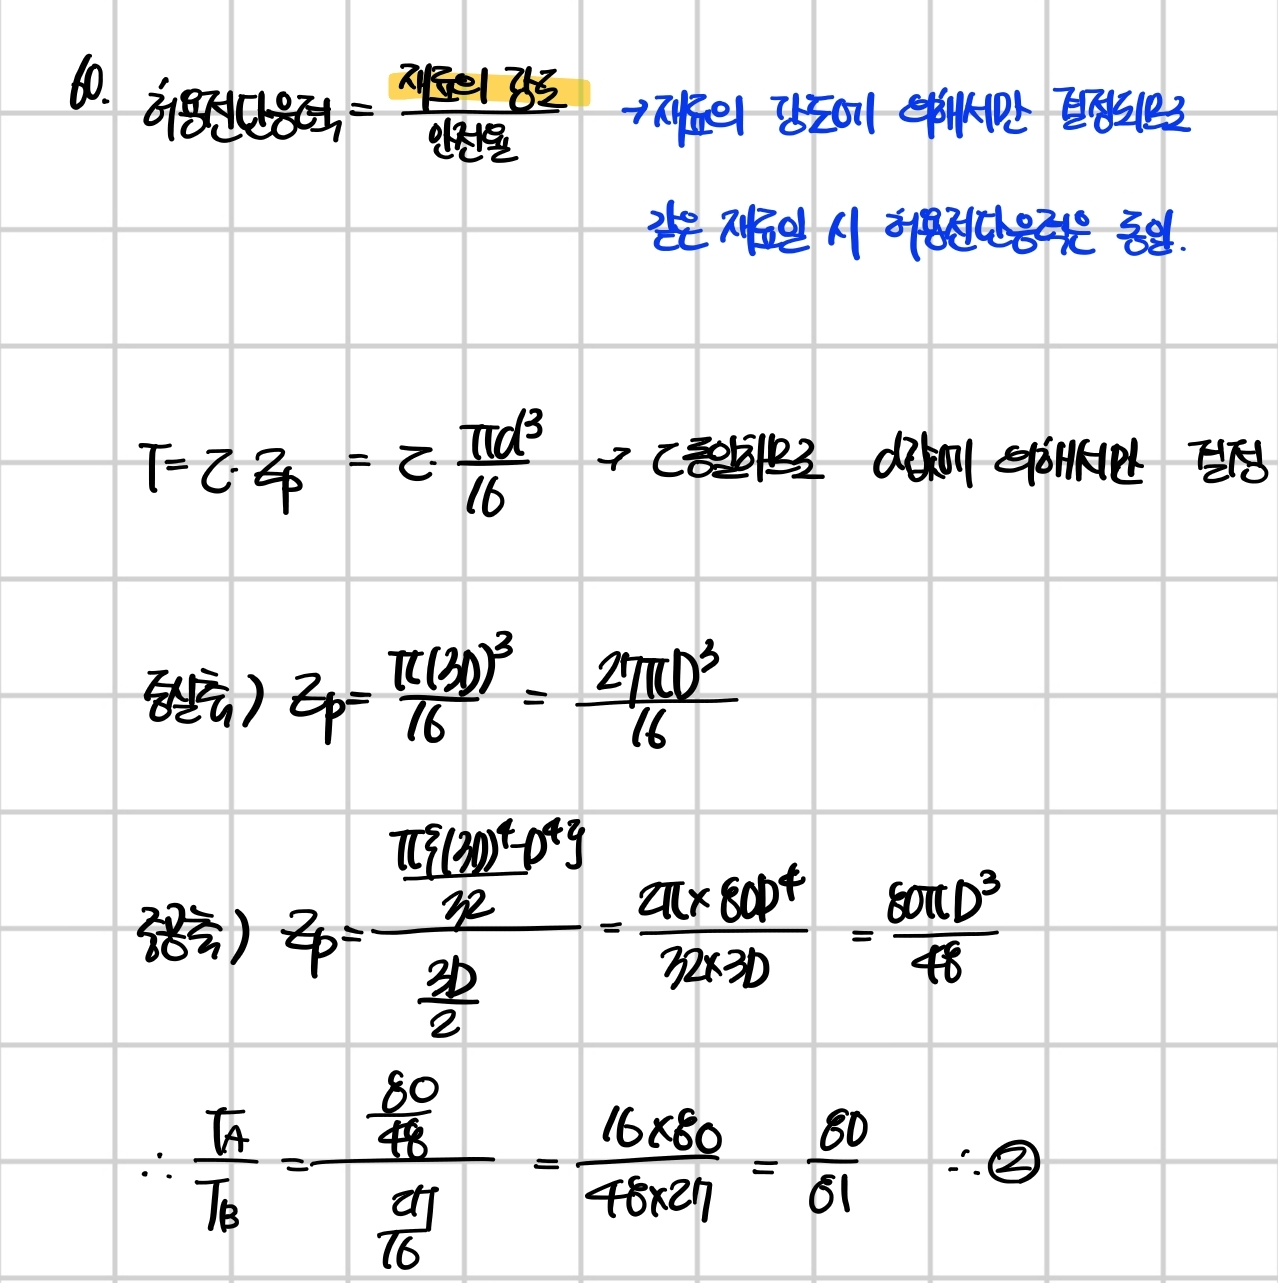 60. 허용전단응력 = 재료의 강도 / 안전율 → 재료의 강도에 의해서만 결정되므로
같은 재료일 시 허용전단응력은 동일.
T = τ · Zp = τ · πd³ / 16 → τ동일하므로 d값에 의해서만 결정
중실축) Zp = π(3D)³ / 16 = 27πD³ / 16
중공축) Zp = π{(3D)⁴-D⁴} / 32 / 3D / 2 = 2π × 80D⁴ / 32×3D = 80πD³ / 48
∴ TA / TB = 80 / 48 / 27 / 16 = 16×80 / 48×27 = 80 / 81 ∴ ②